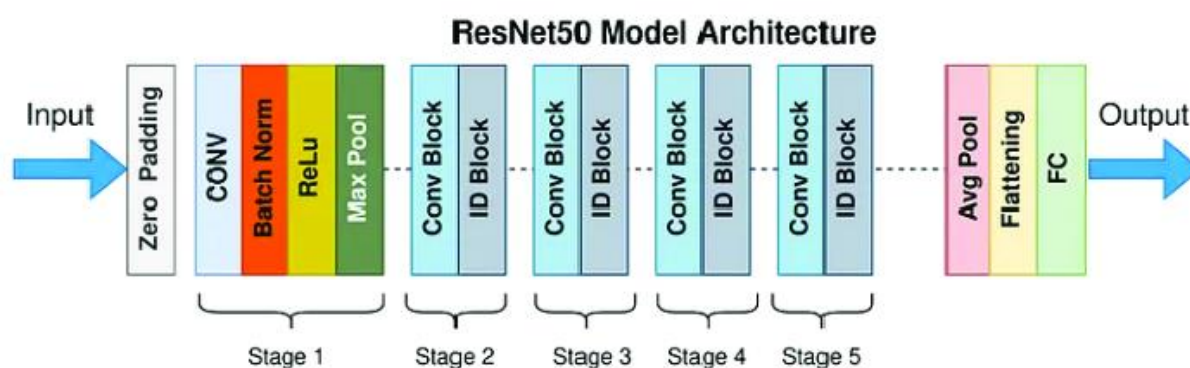 ResNet50 Model Architecture
Input
Zero Padding
CONV
Batch Norm
ReLu
Max Pool
Conv Block
ID Block
Conv Block
ID Block
Conv Block
ID Block
Conv Block
ID Block
Avg Pool
Flattening
FC
Output
Stage 1
Stage 2
Stage 3
Stage 4
Stage 5